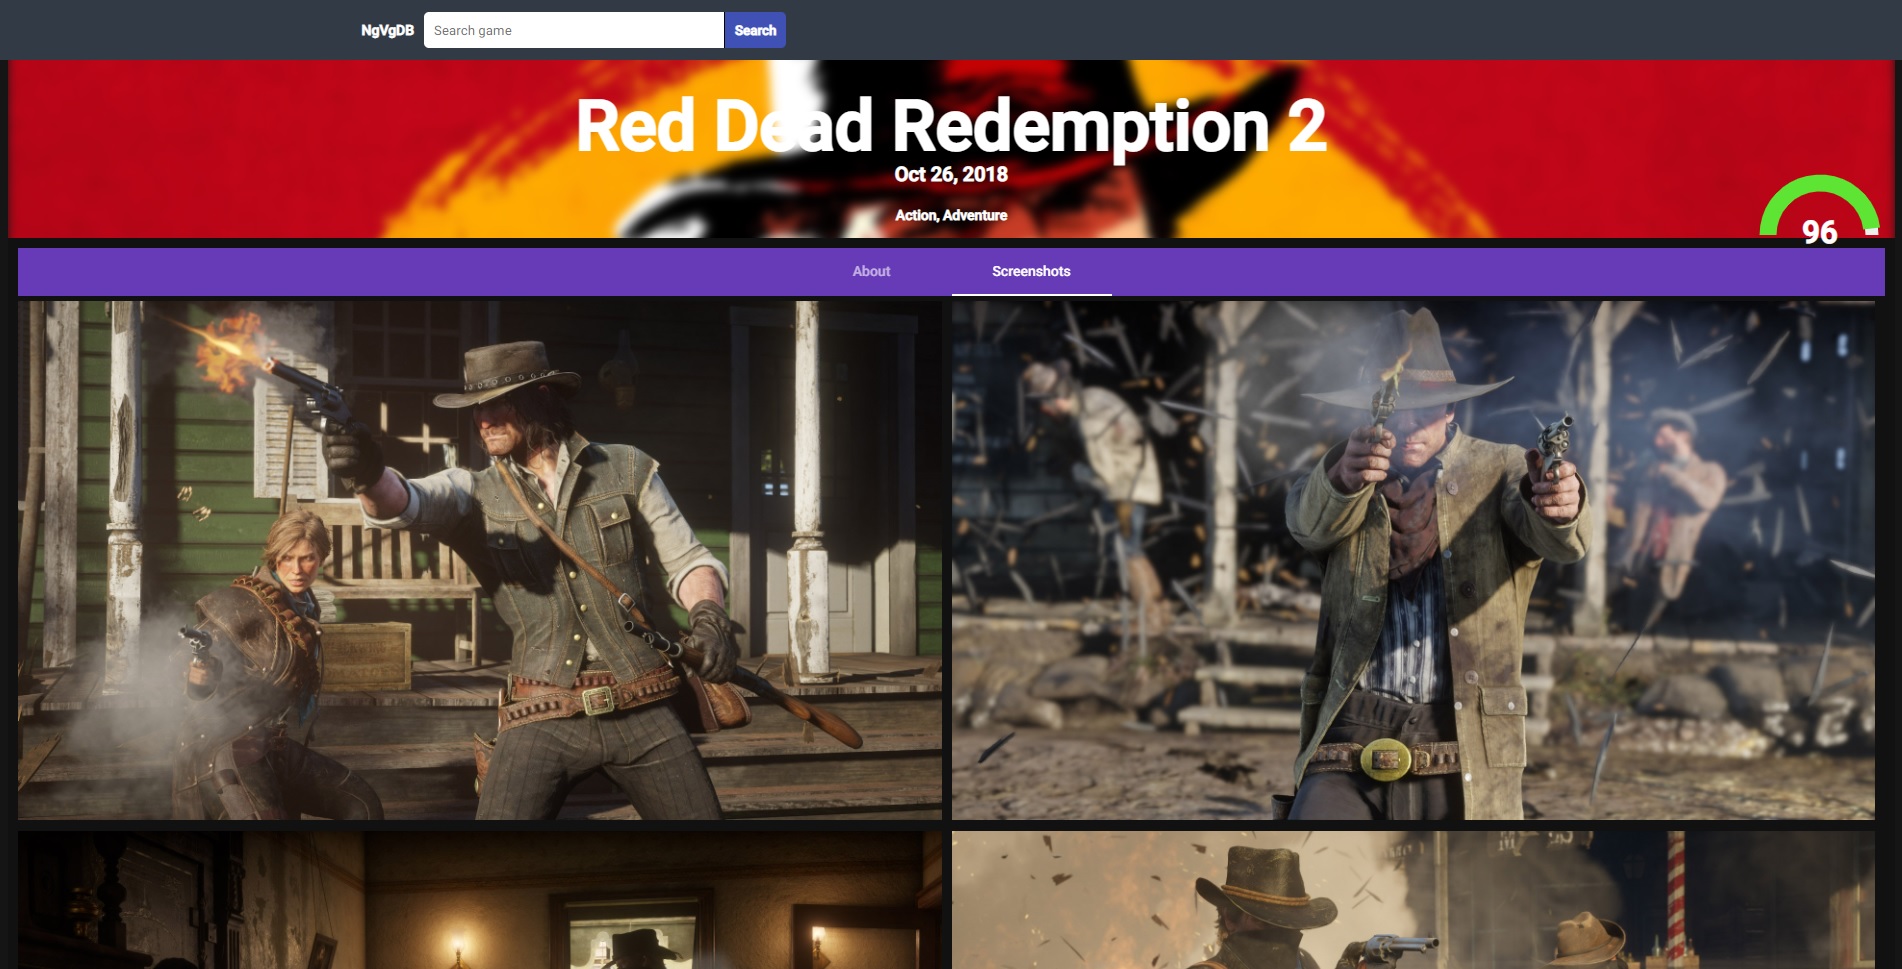 NgVgDB
Search game
Search
Red Dead Redemption 2
Oct 26, 2018
Action, Adventure
96
About
Screenshots